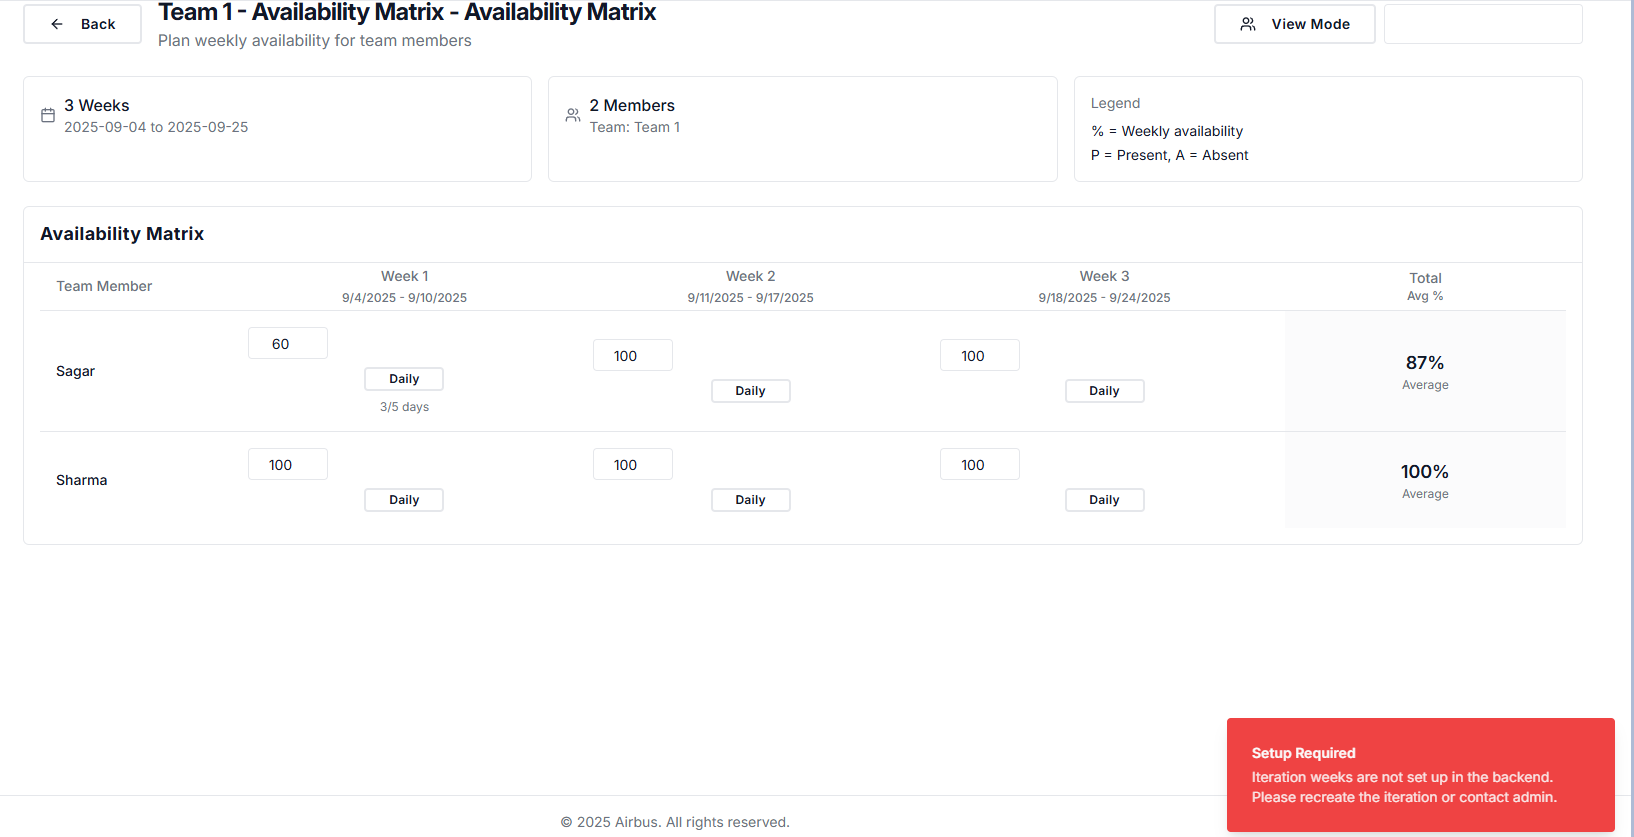 Back
Team 1 - Availability Matrix - Availability Matrix
Plan weekly availability for team members
View Mode
3 Weeks
2025-09-04 to 2025-09-25
2 Members
Team: Team 1
Legend
% = Weekly availability
P = Present, A = Absent
Availability Matrix
Team Member
Week 1
9/4/2025 - 9/10/2025
Week 2
9/11/2025 - 9/17/2025
Week 3
9/18/2025 - 9/24/2025
Total
Avg %
Sagar
60
Daily
3/5 days
100
Daily
100
Daily
87%
Average
Sharma
100
Daily
100
Daily
100
Daily
100%
Average
Setup Required
Iteration weeks are not set up in the backend.
Please recreate the iteration or contact admin.
© 2025 Airbus. All rights reserved.